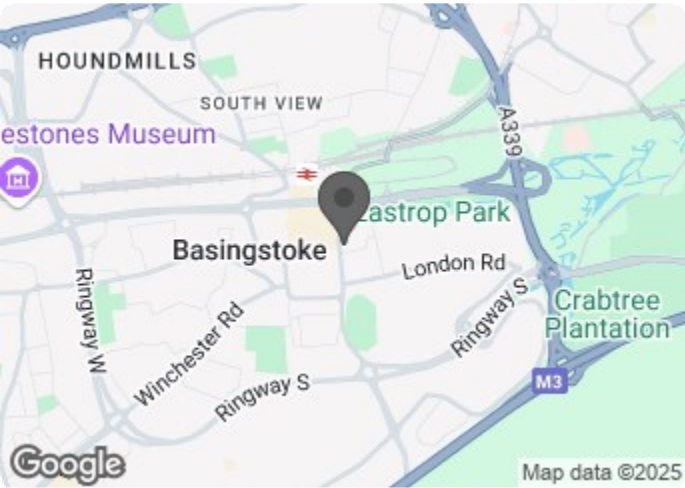 HOUNDMILLS
SOUTH VIEW
estones Museum
A339
Eastrop Park
Basingstoke
London Rd
Ringway W
Winchester Rd
Ringway S
Ringway S
Crabtree
Plantation
M3
Google
Map data ©2025